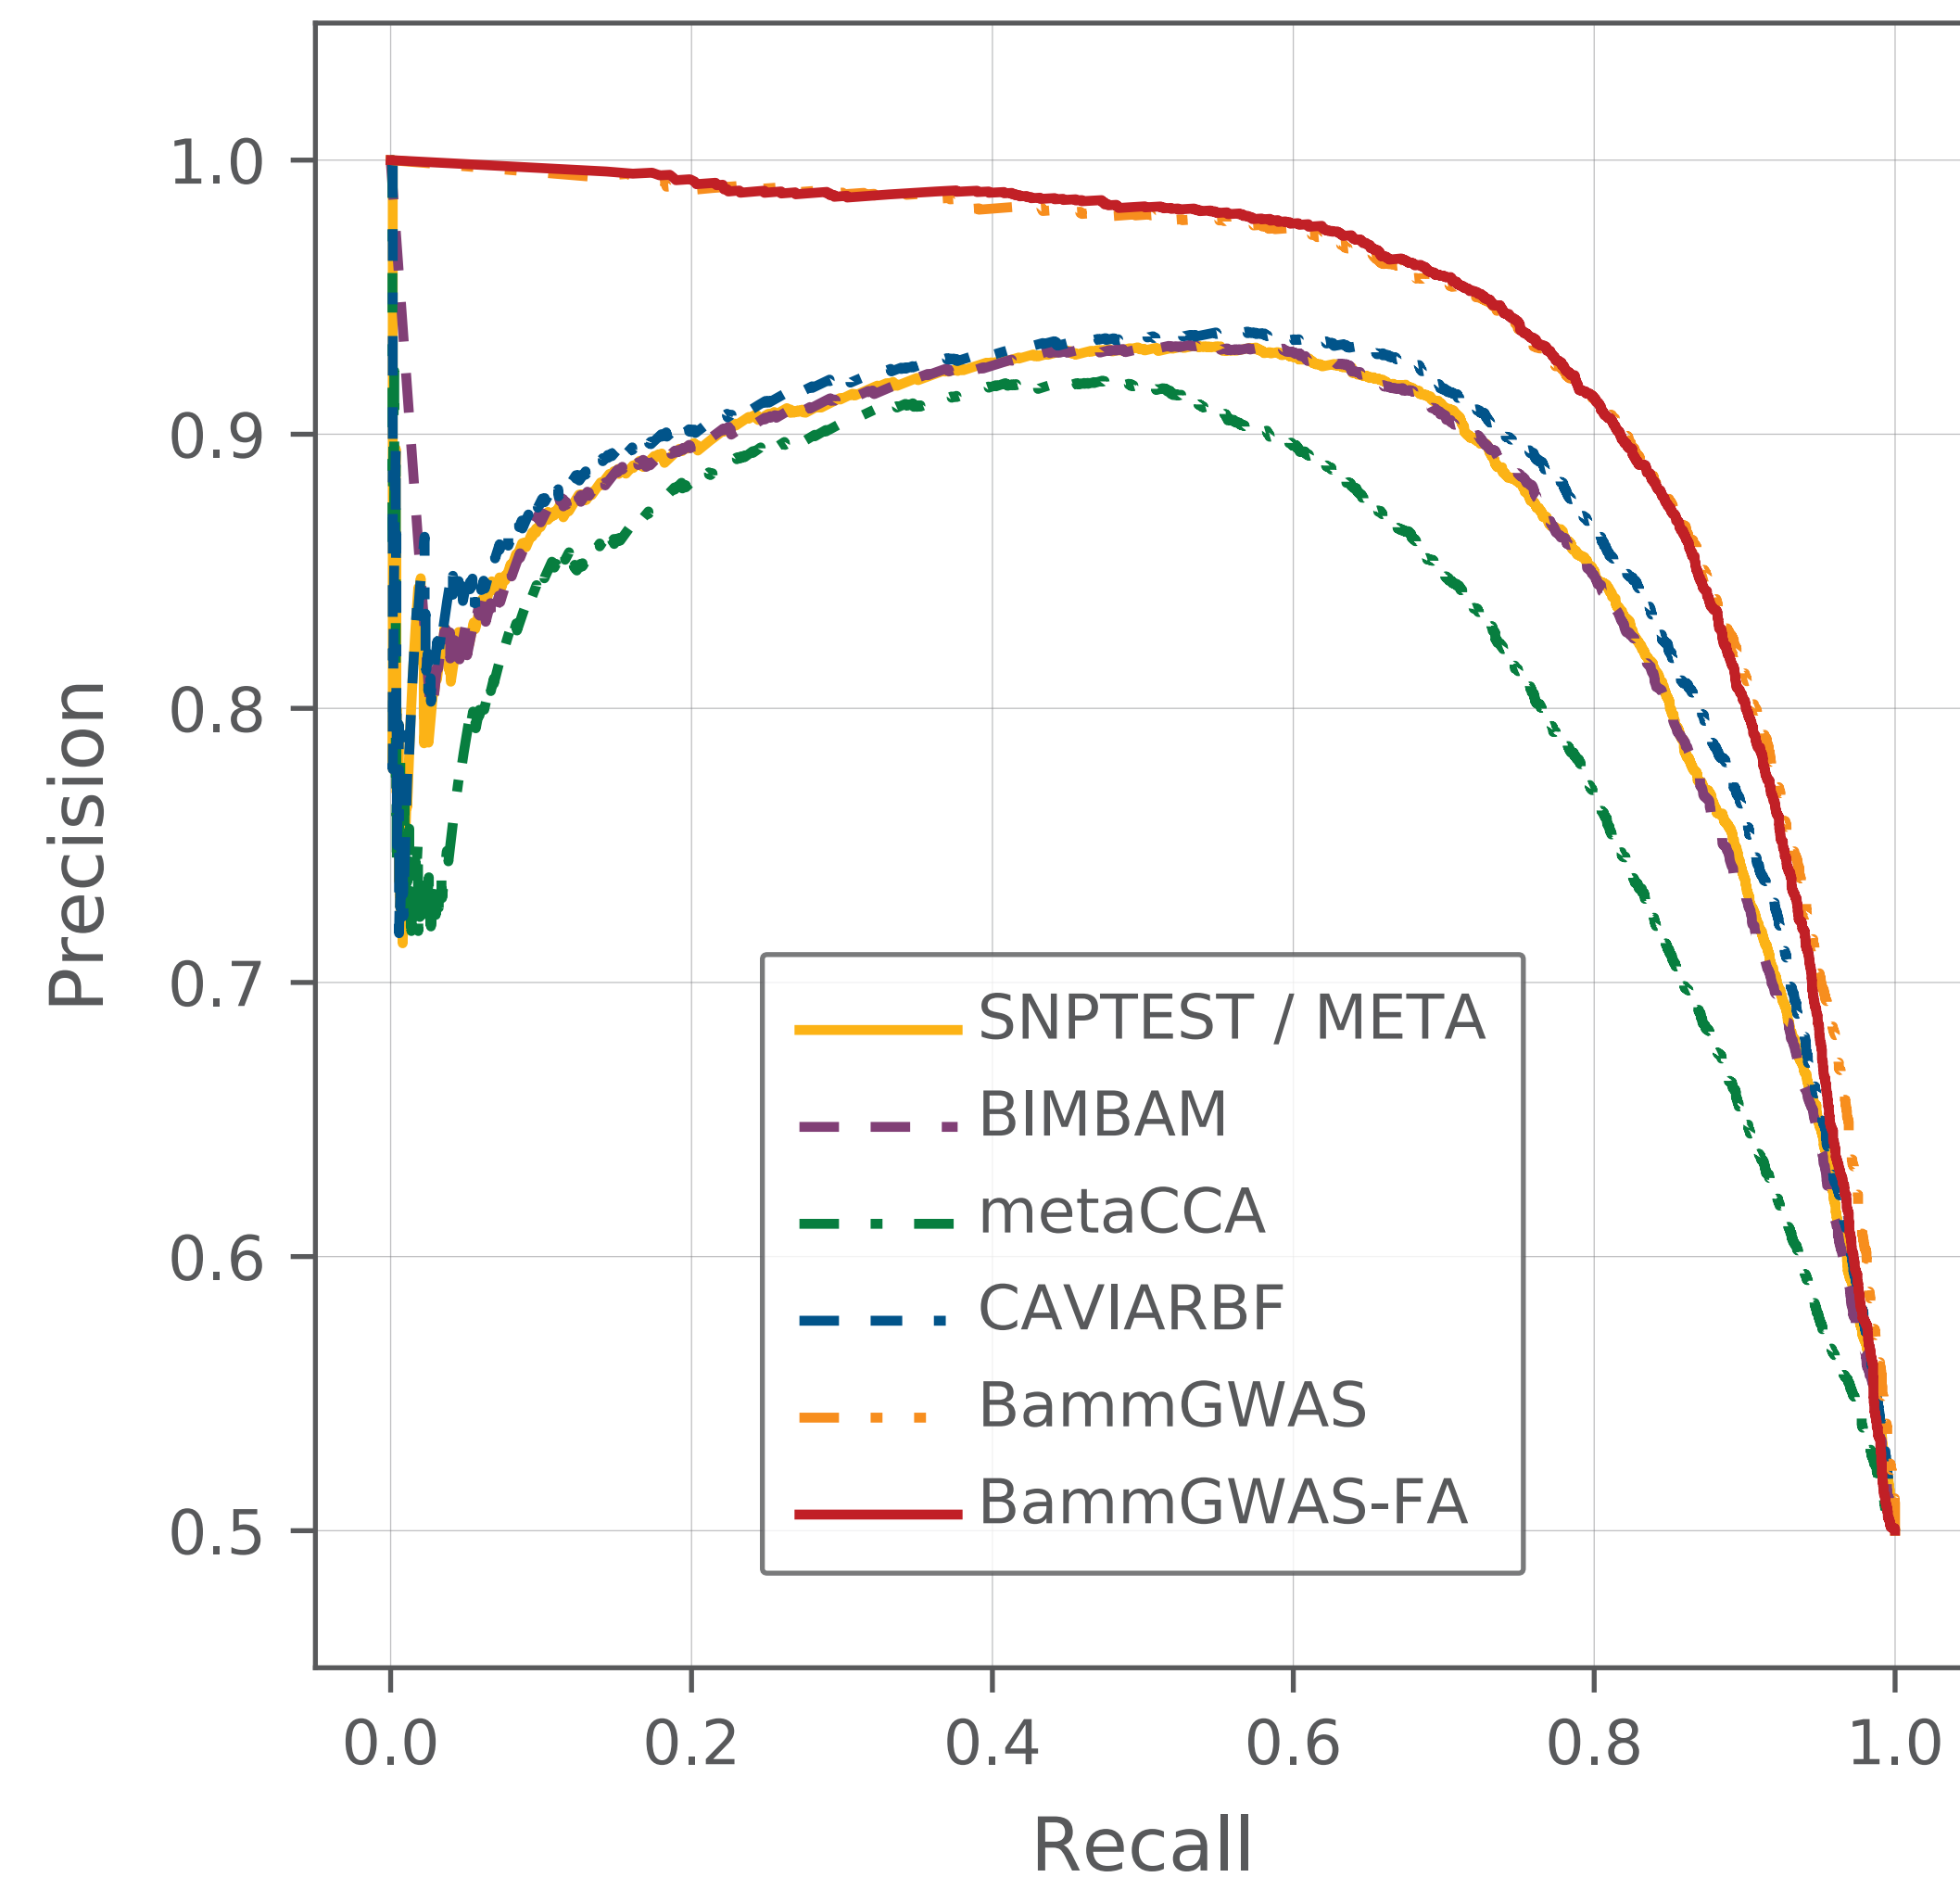 1.0
0.9
0.8
0.7
0.6
0.5
Precision
SNPTEST / META
BIMBAM
metaCCA
CAVIARBF
BammGWAS
BammGWAS-FA
0.0 0.2 0.4 0.6 0.8 1.0
Recall